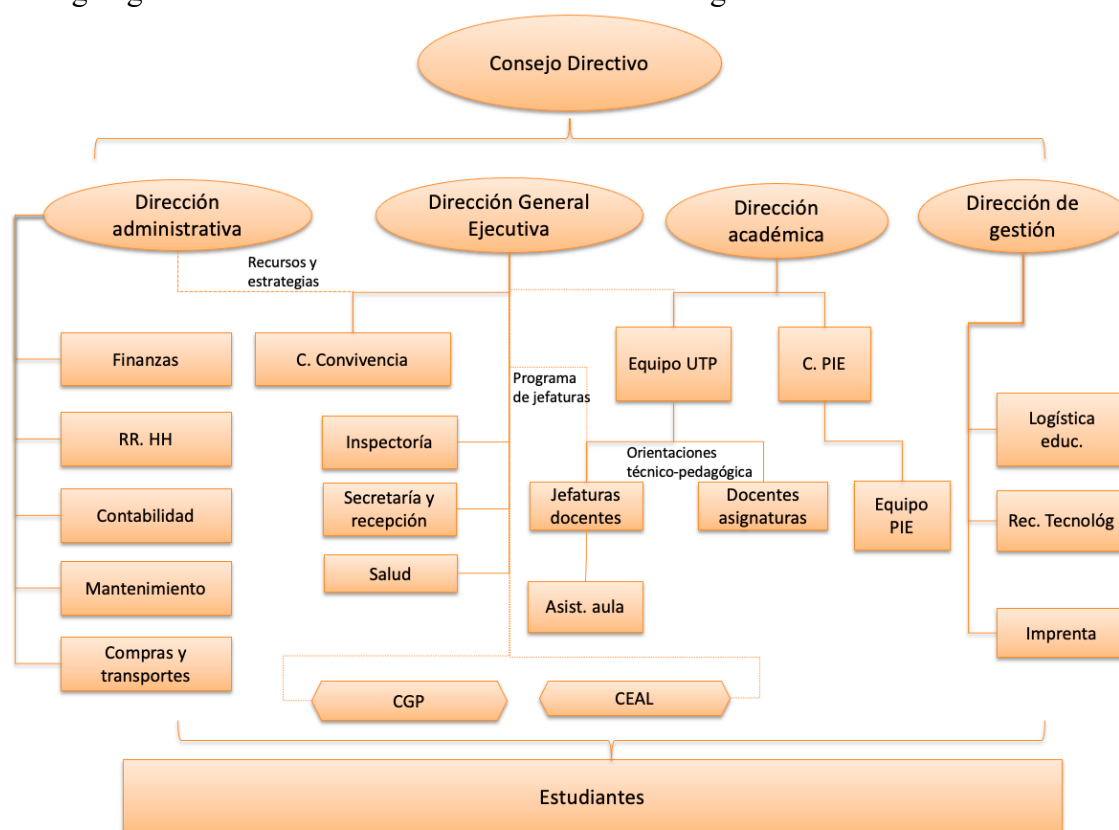 Consejo Directivo
Dirección
administrativa
Dirección General
Ejecutiva
Dirección
académica
Dirección de
gestión
Recursos y
estrategias
Finanzas
C. Convivencia
Equipo UTP
C. PIE
Programa
de jefaturas
Logística
educ.
RR. HH
Inspectoría
Orientaciones
técnico-pedagógica
Contabilidad
Secretaría y
recepción
Jefaturas
docentes
Docentes
asignaturas
Equipo
PIE
Rec. Tecnológ
Mantenimiento
Salud
Asist. aula
Imprenta
Compras y
transportes
CGP
CEAL
Estudiantes